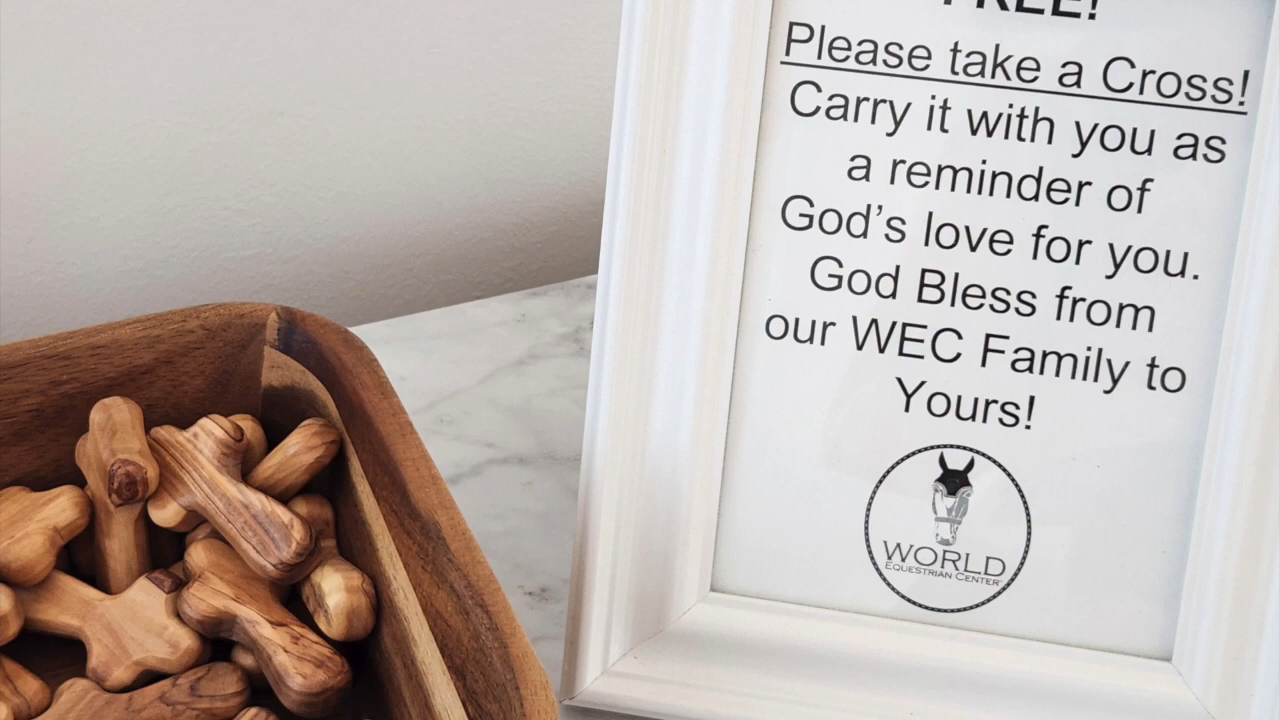 FREE!
Please take a Cross!
Carry it with you as
a reminder of
God's love for you.
God Bless from
our WEC Family to
Yours!
WORLD
EQUESTRIAN CENTER